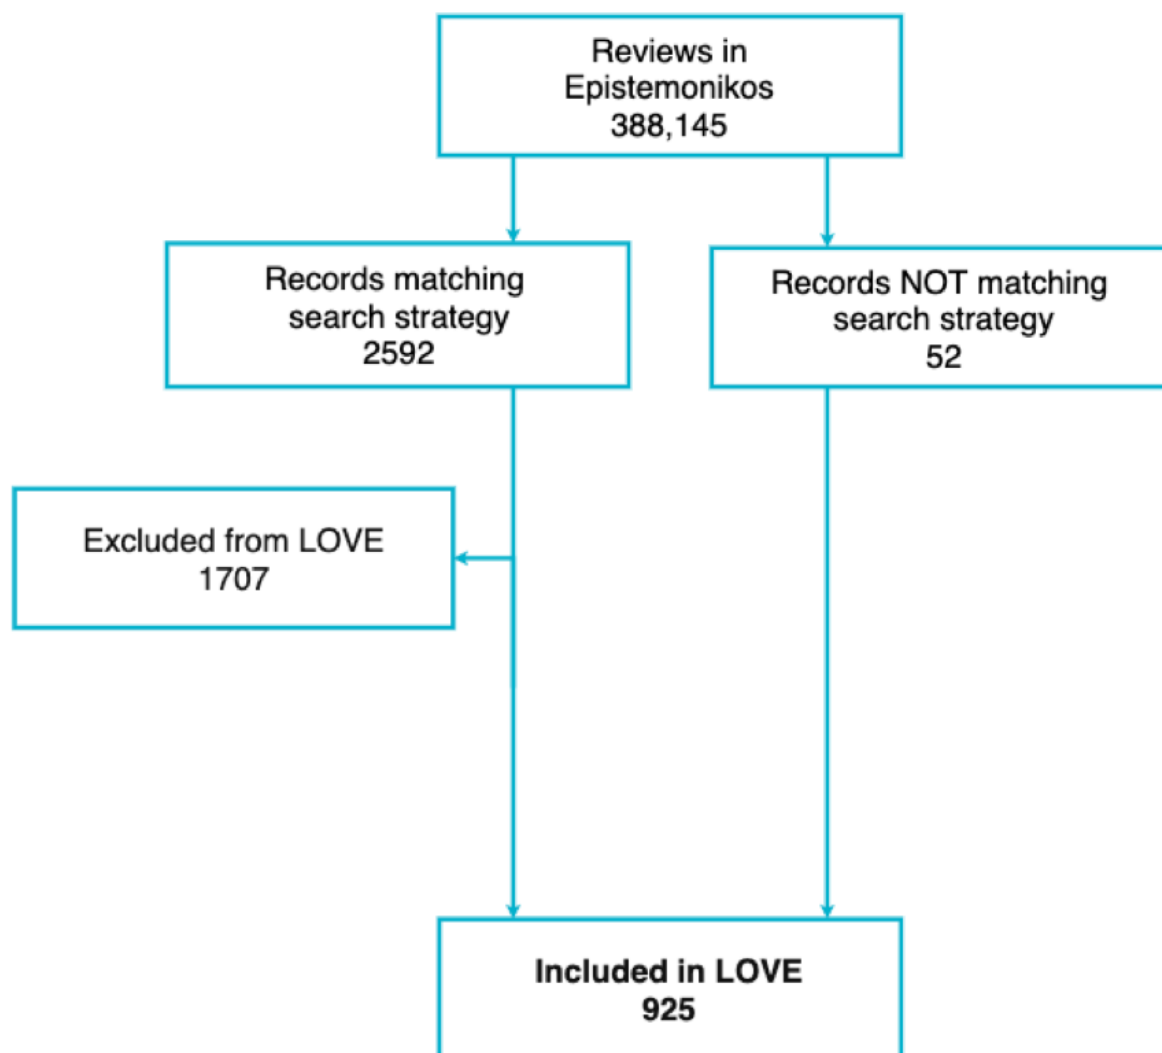 Reviews in
Epistemonikos
388,145
Records matching
search strategy
2592
Records NOT matching
search strategy
52
Excluded from LOVE
1707
Included in LOVE
925